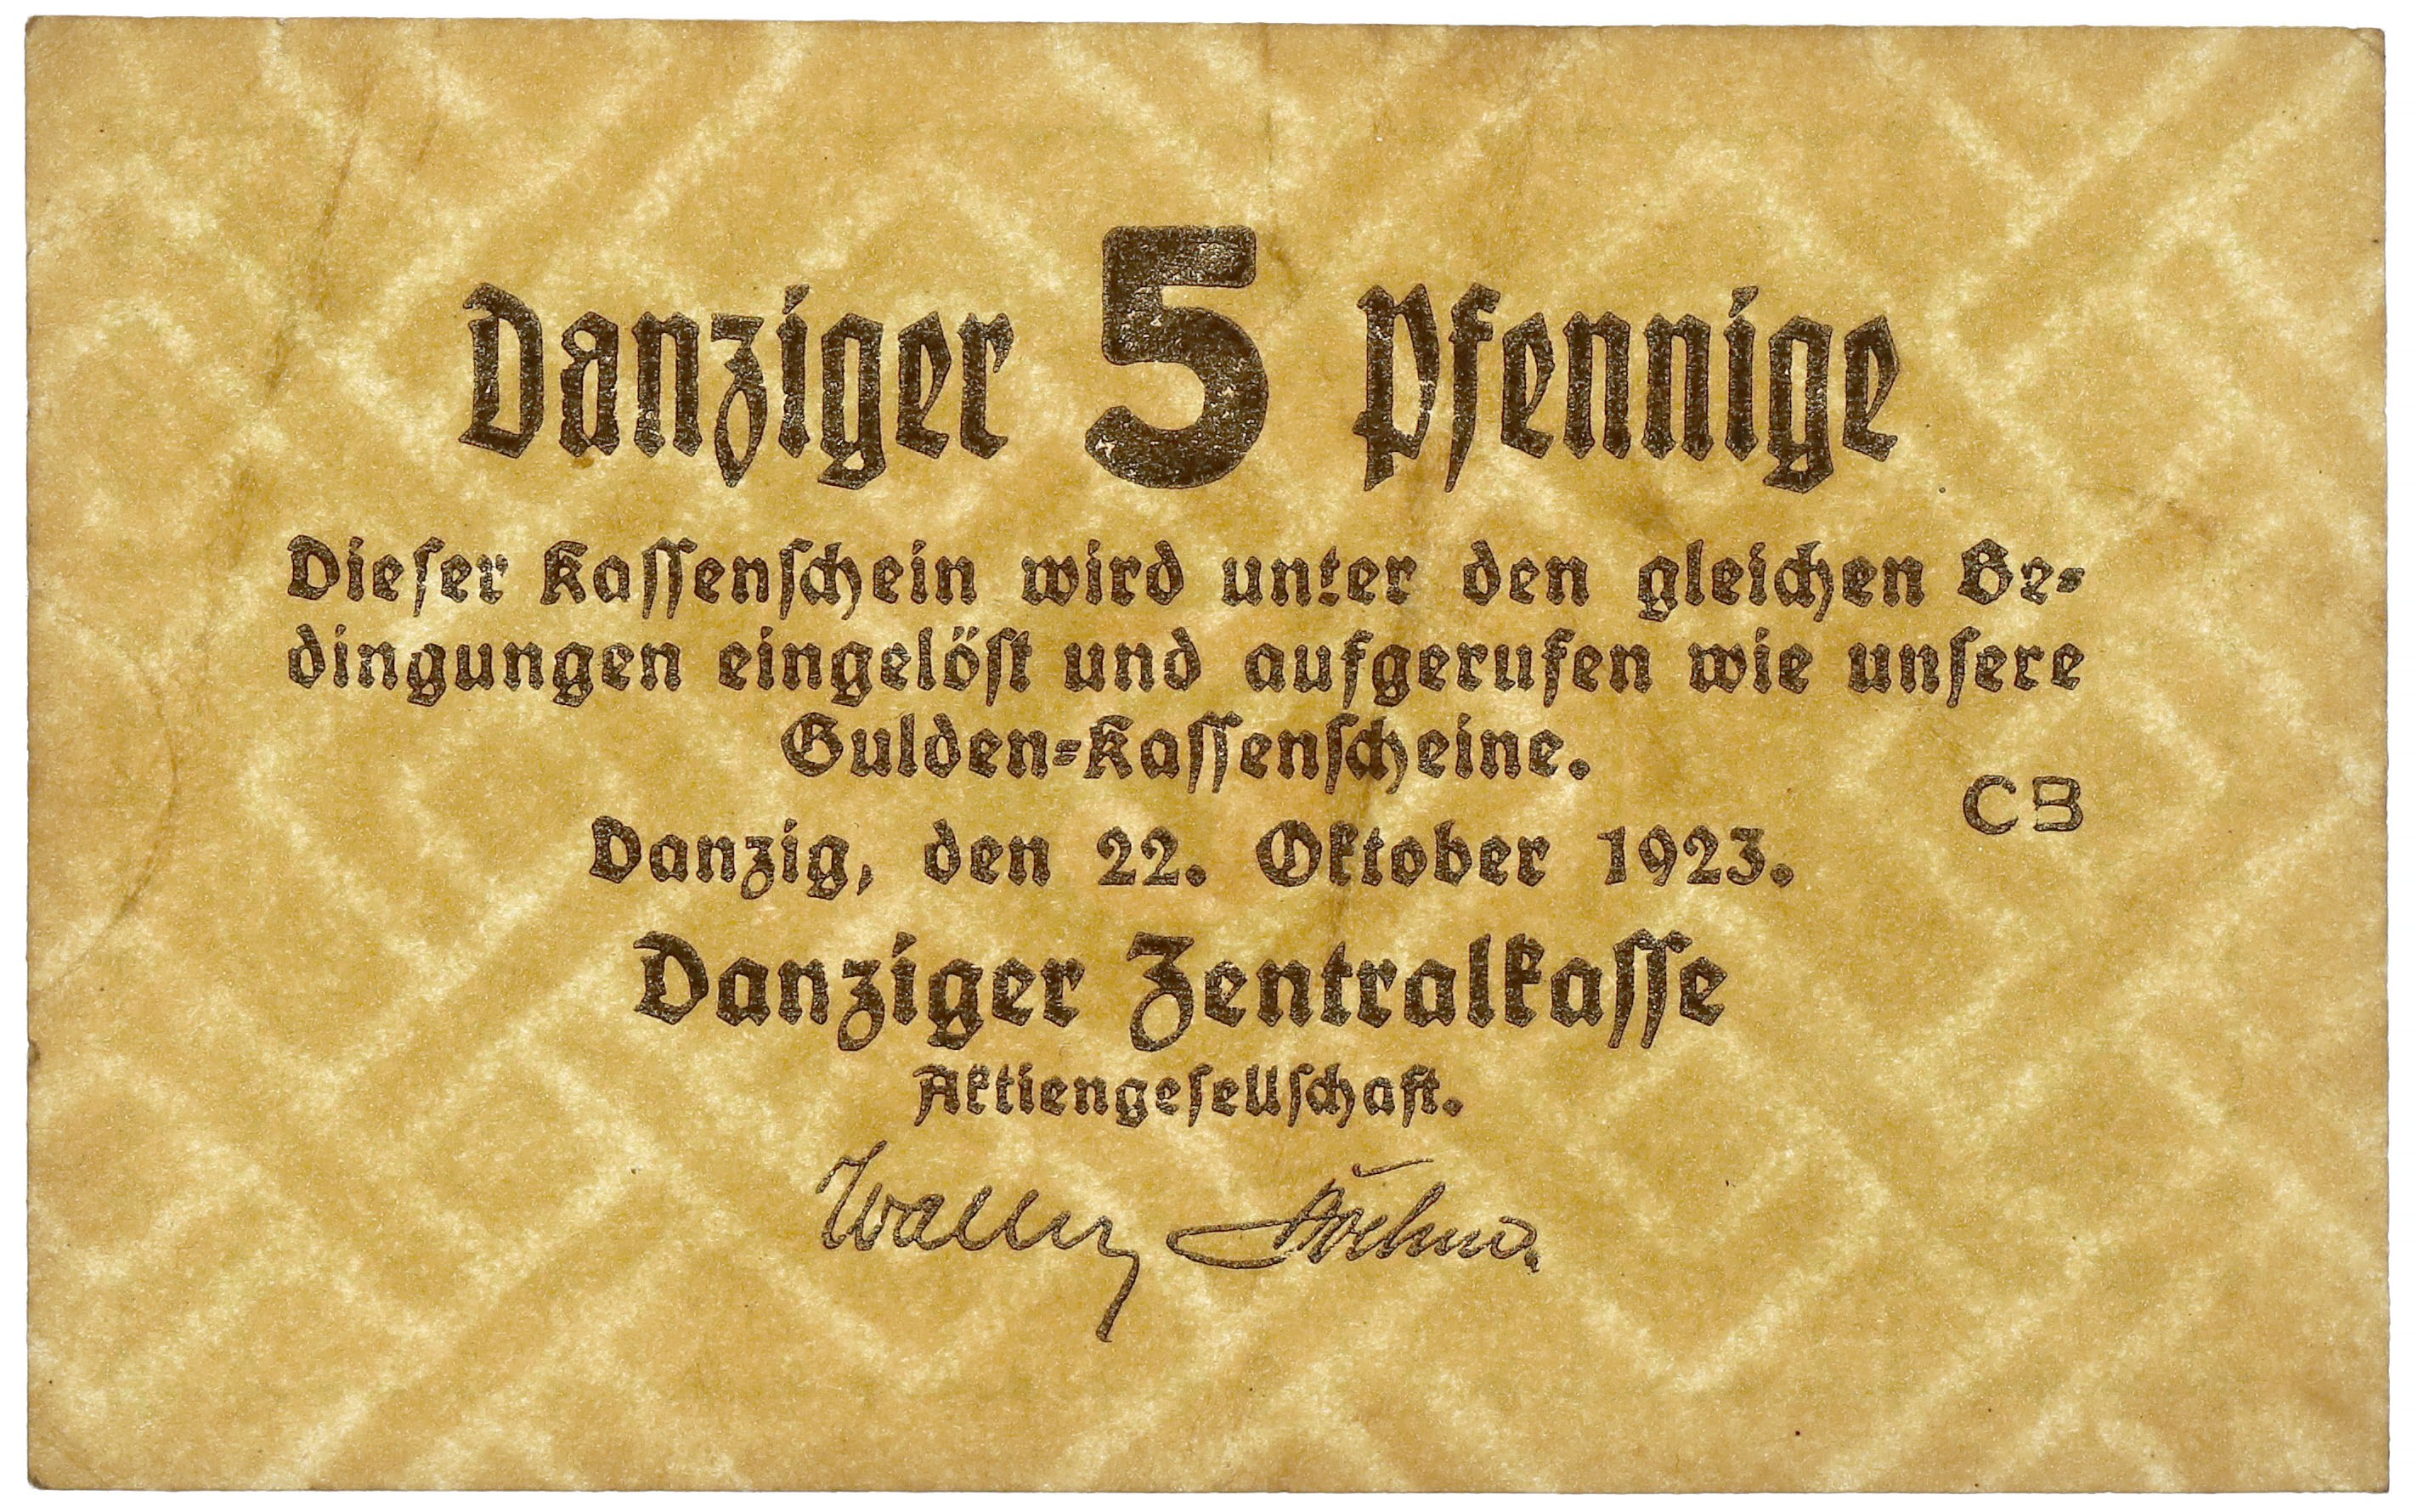 Danziger 5 Pfennige
Dieser Kassenschein wird unter den gleichen Be-
dingungen eingelöst und aufgerufen wie unsere
Gulden-Kassenscheine.
CB
Danzig, den 22. Oktober 1923.
Danziger Zentralkasse
Aktiengesellschaft.